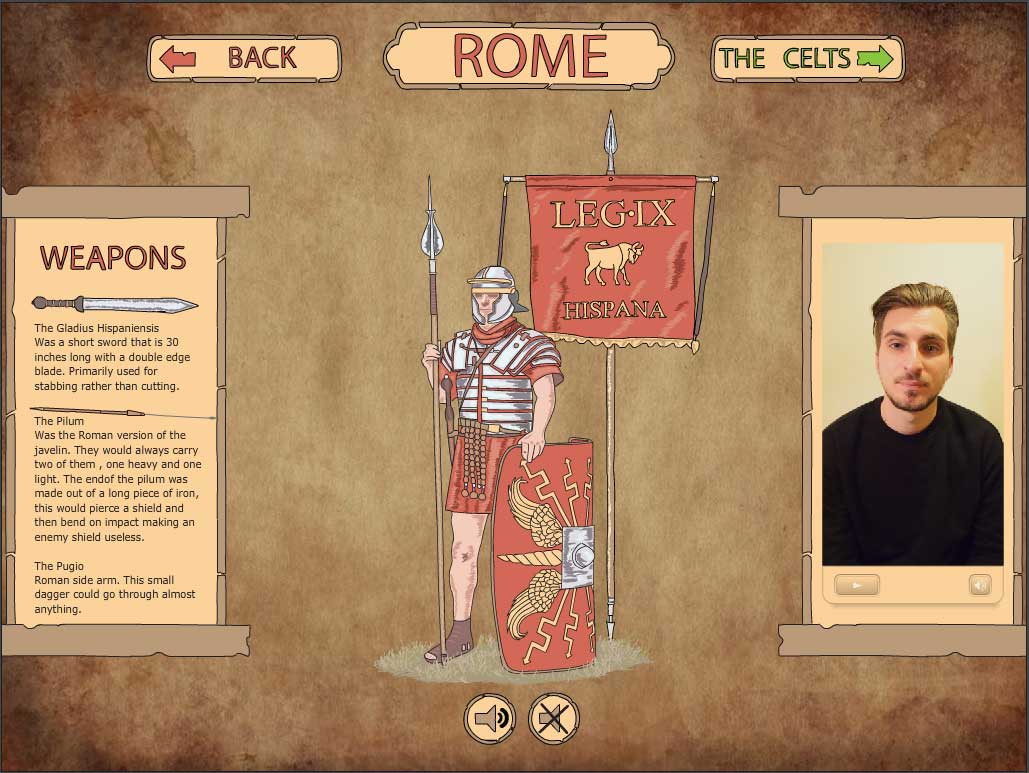 BACK
ROME
THE CELTS
WEAPONS
The Gladius Hispaniensis
Was a short sword that is 30
inches long with a double edge
blade. Primarily used for
stabbing rather than cutting.
The Pilum
Was the Roman version of the
javelin. They would always carry
two of them , one heavy and one
light. The endof the pilum was
made out of a long piece of iron,
this would pierce a shield and
then bend on impact making an
enemy shield useless.
The Pugio
Roman side arm. This small
dagger could go through almost
anything.
LEG·IX
HISPANA